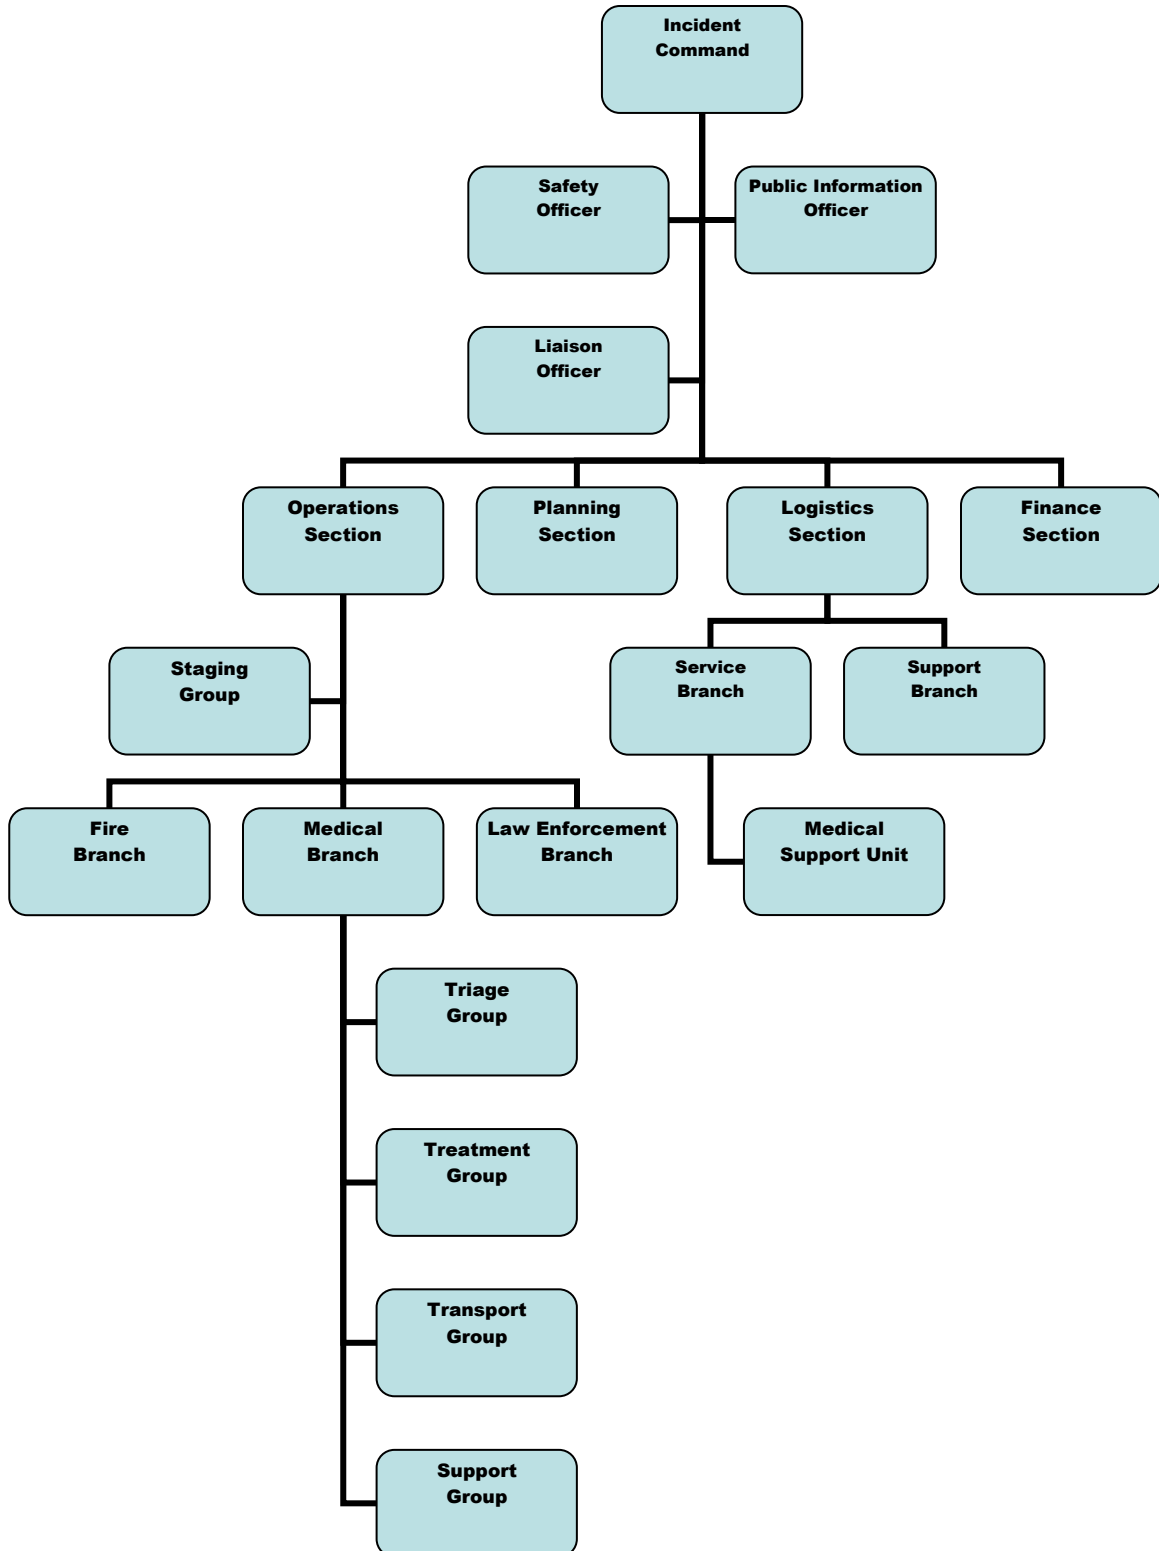 Incident
Command
Safety
Officer
Public Information
Officer
Liaison
Officer
Operations
Section
Planning
Section
Logistics
Section
Finance
Section
Staging
Group
Service
Branch
Support
Branch
Fire
Branch
Medical
Branch
Law Enforcement
Branch
Medical
Support Unit
Triage
Group
Treatment
Group
Transport
Group
Support
Group